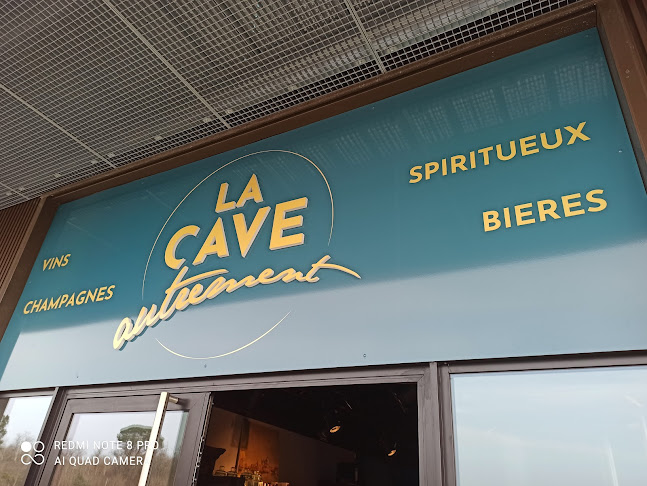 LA
CAVE
autrement
VINS
CHAMPAGNES
SPIRITUEUX
BIERES
REDMI NOTE 8 PRO
AI QUAD CAMERA